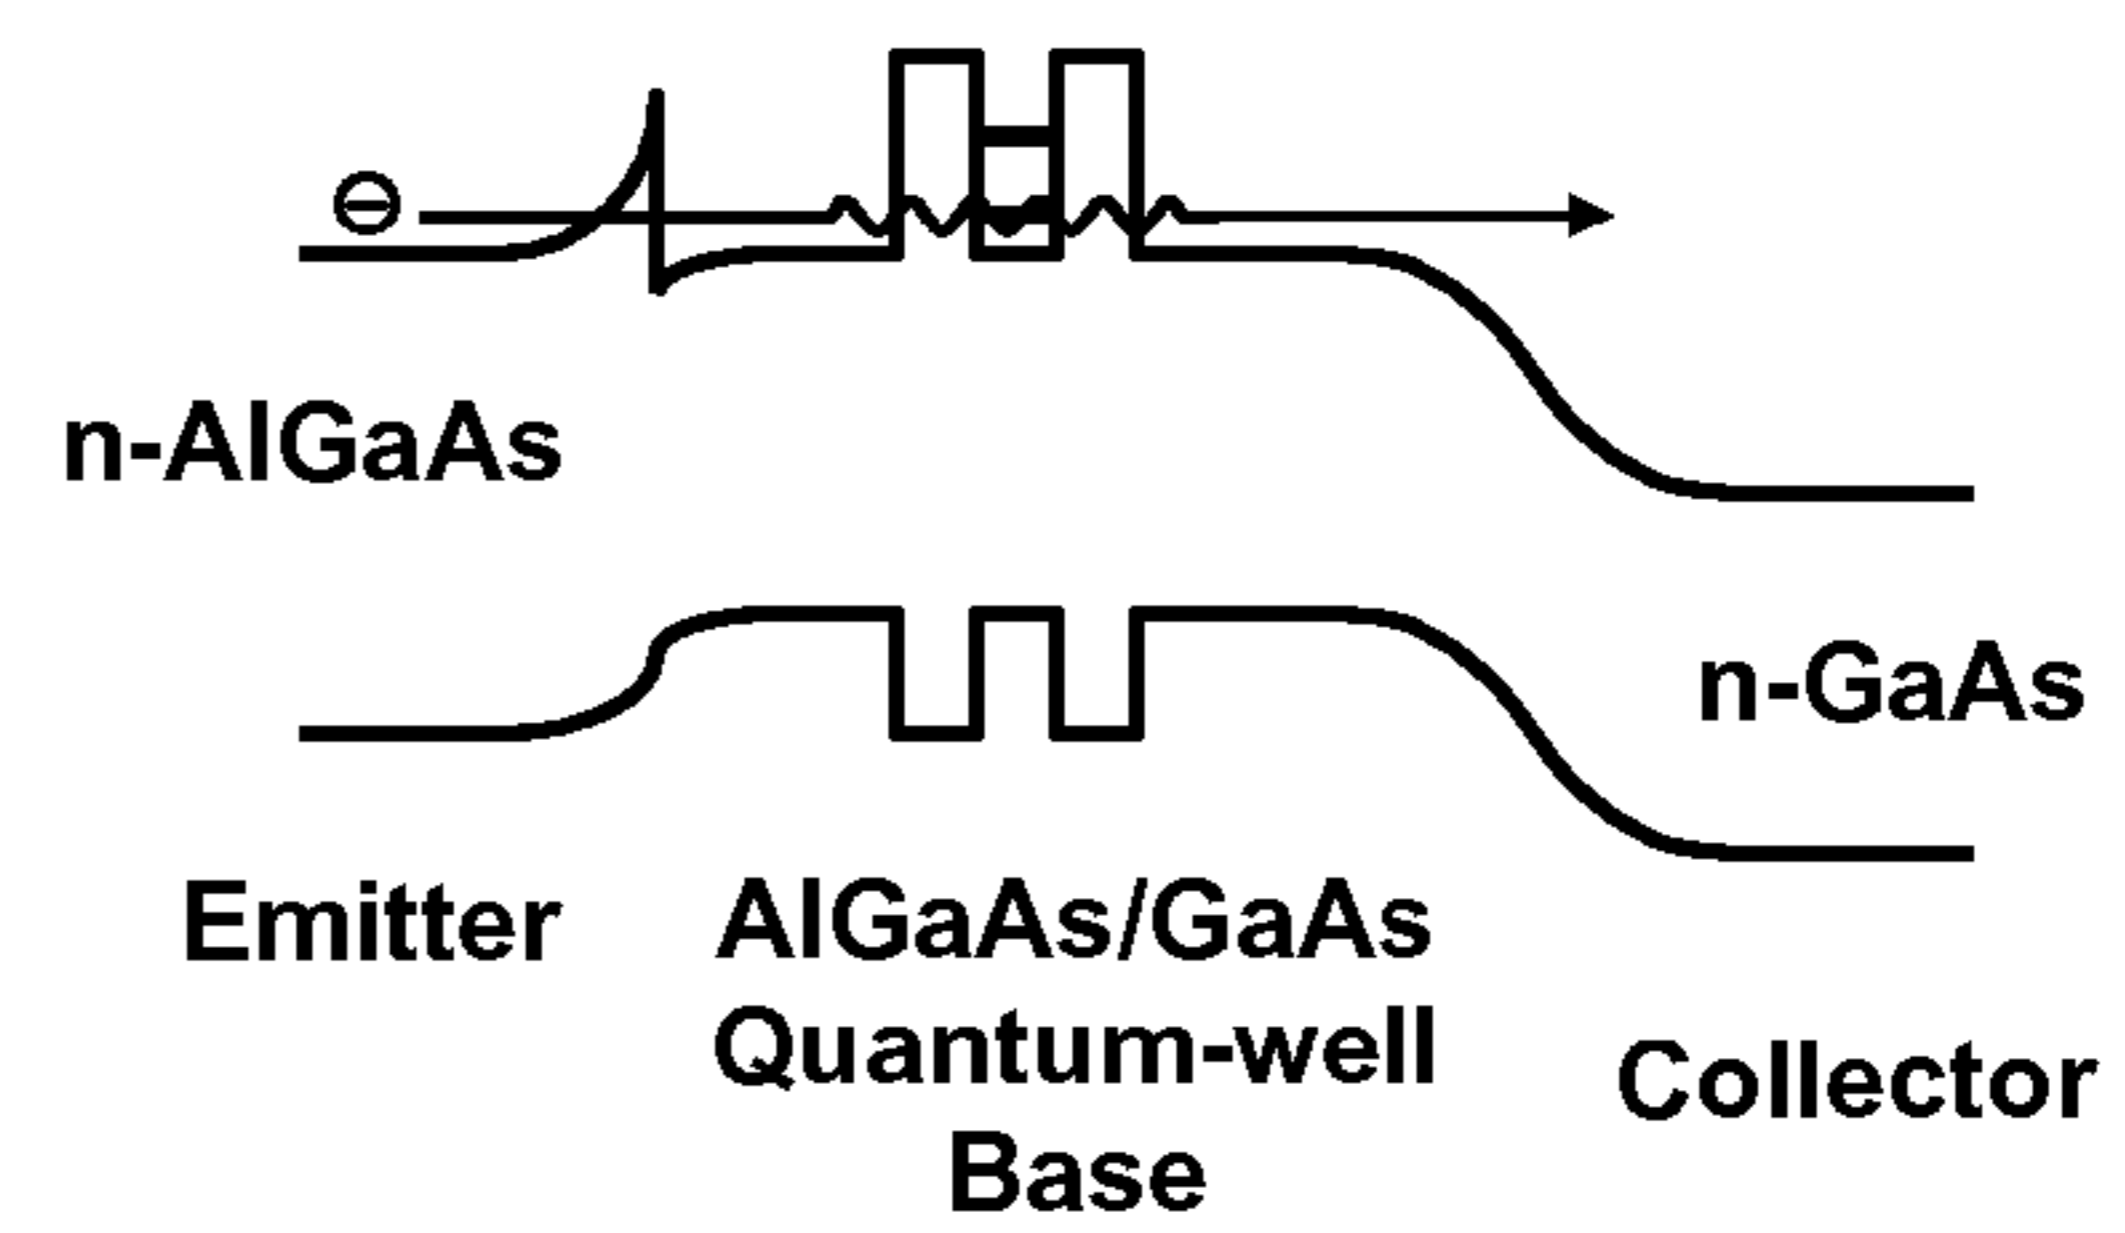 n-AlGaAs
n-GaAs
Emitter
AlGaAs/GaAs
Quantum-well
Base
Collector